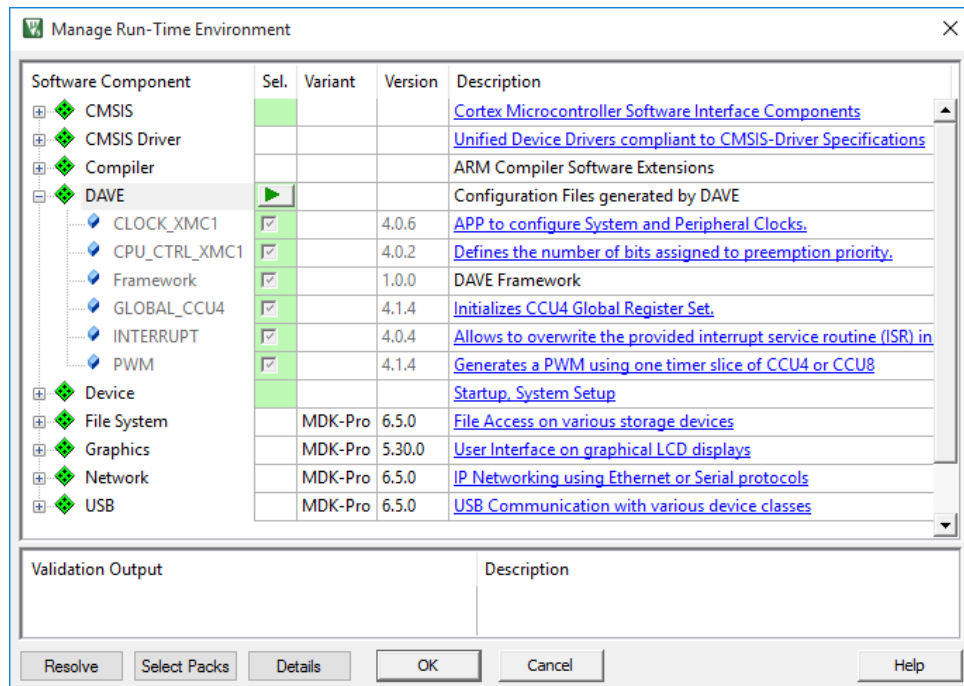 Manage Run-Time Environment
Software Component Sel. Variant Version Description
CMSIS Cortex Microcontroller Software Interface Components
CMSIS Driver Unified Device Drivers compliant to CMSIS-Driver Specifications
Compiler ARM Compiler Software Extensions
DAVE Configuration Files generated by DAVE
CLOCK_XMC1 4.0.6 APP to configure System and Peripheral Clocks.
CPU_CTRL_XMC1 4.0.2 Defines the number of bits assigned to preemption priority.
Framework 1.0.0 DAVE Framework
GLOBAL_CCU4 4.1.4 Initializes CCU4 Global Register Set.
INTERRUPT 4.0.4 Allows to overwrite the provided interrupt service routine (ISR) in
PWM 4.1.4 Generates a PWM using one timer slice of CCU4 or CCU8
Device Startup, System Setup
File System MDK-Pro 6.5.0 File Access on various storage devices
Graphics MDK-Pro 5.30.0 User Interface on graphical LCD displays
Network MDK-Pro 6.5.0 IP Networking using Ethernet or Serial protocols
USB MDK-Pro 6.5.0 USB Communication with various device classes
Validation Output Description
Resolve Select Packs Details OK Cancel Help